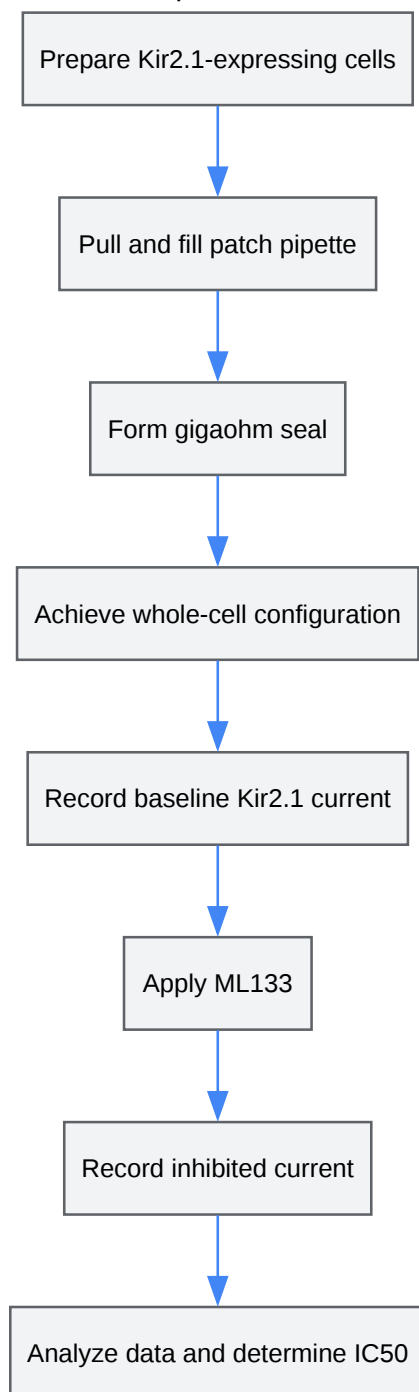 Prepare Kir2.1-expressing cells
Pull and fill patch pipette
Form gigaohm seal
Achieve whole-cell configuration
Record baseline Kir2.1 current
Apply ML133
Record inhibited current
Analyze data and determine IC50